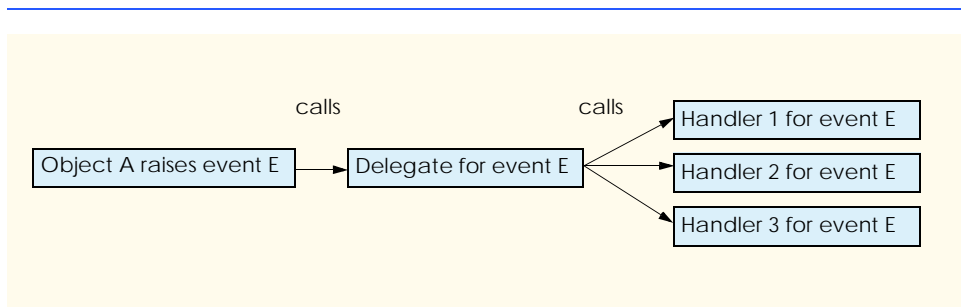 calls
calls
Object A raises event E
Delegate for event E
Handler 1 for event E
Handler 2 for event E
Handler 3 for event E